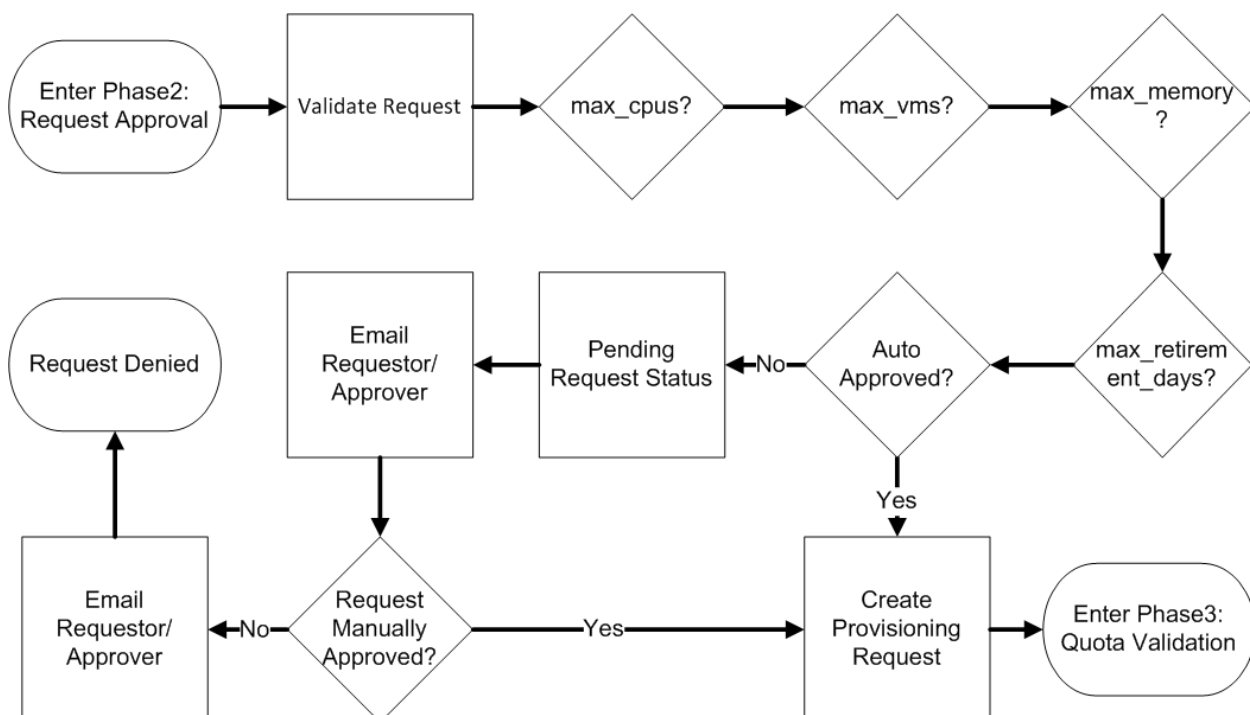 Enter Phase2:
Request Approval
Validate Request
max_cpus?
max_vms?
max_memory
?
max_retirem
ent_days?
Auto
Approved?
No
Pending
Request Status
Email
Requestor/
Approver
Request Denied
Yes
Email
Requestor/
Approver
No
Request
Manually
Approved?
Yes
Create
Provisioning
Request
Enter Phase3:
Quota Validation